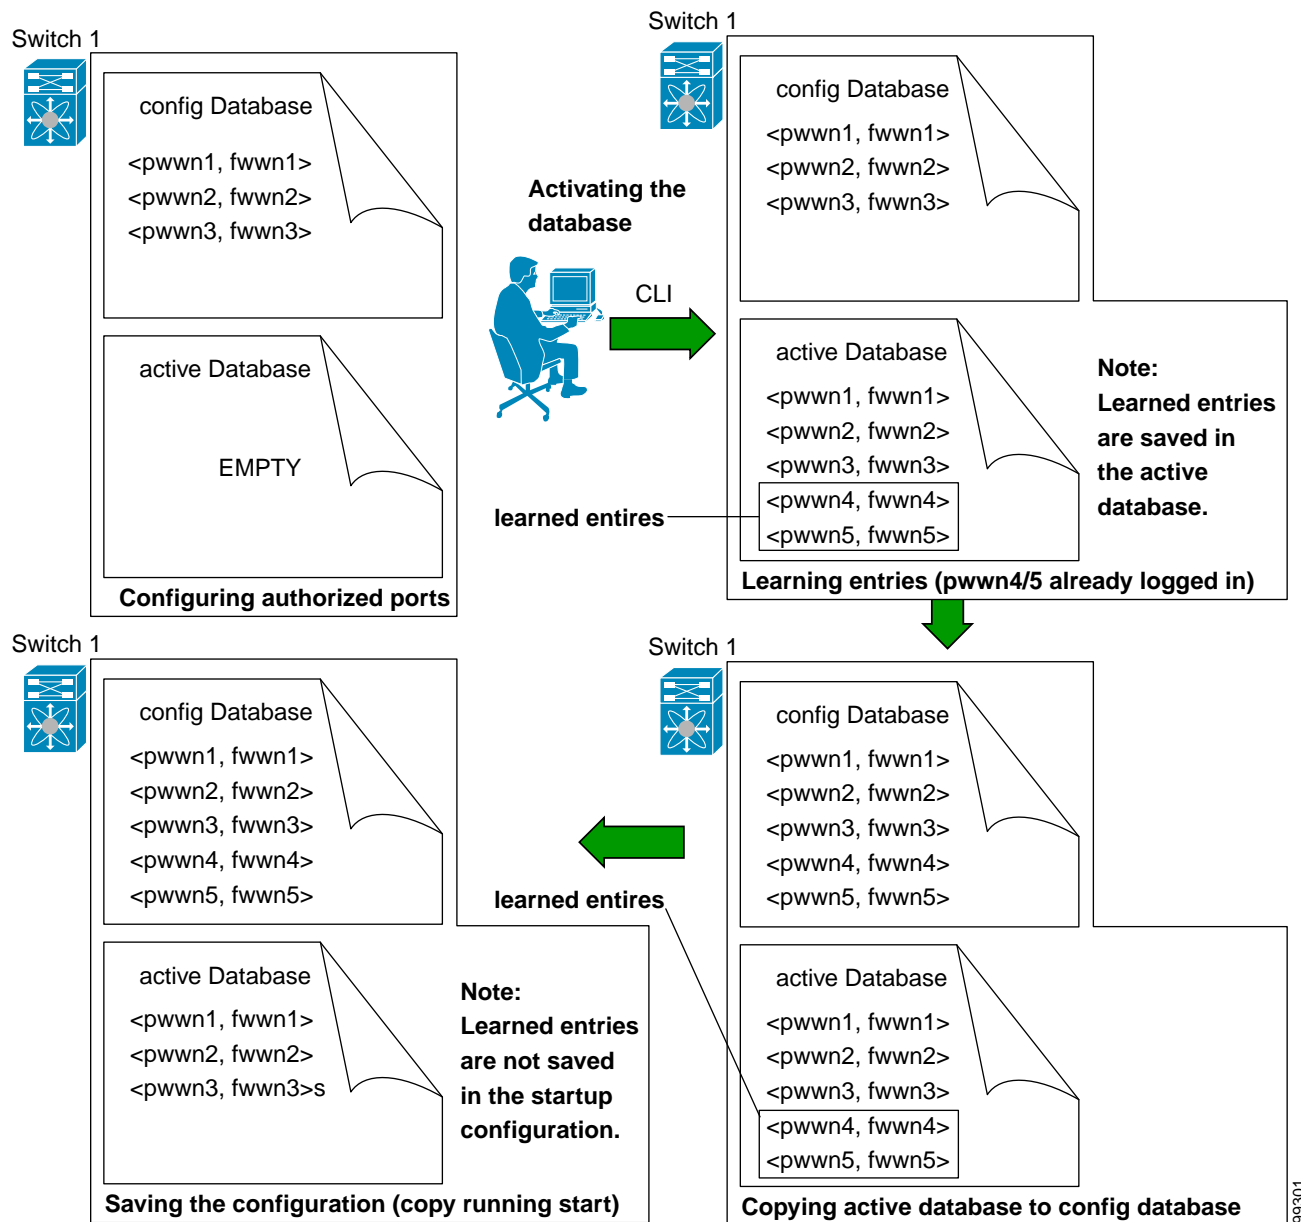 Switch 1
config Database
<pwwn1, fwwn1>
<pwwn2, fwwn2>
<pwwn3, fwwn3>
active Database
EMPTY
Configuring authorized ports
Activating the
database
CLI
Switch 1
config Database
<pwwn1, fwwn1>
<pwwn2, fwwn2>
<pwwn3, fwwn3>
active Database
<pwwn1, fwwn1>
<pwwn2, fwwn2>
<pwwn3, fwwn3>
<pwwn4, fwwn4>
<pwwn5, fwwn5>
learned entires
Note:
Learned entries
are saved in
the active
database.
Learning entries (pwwn4/5 already logged in)
Switch 1
config Database
<pwwn1, fwwn1>
<pwwn2, fwwn2>
<pwwn3, fwwn3>
<pwwn4, fwwn4>
<pwwn5, fwwn5>
active Database
<pwwn1, fwwn1>
<pwwn2, fwwn2>
<pwwn3, fwwn3>s
Note:
Learned entries
are not saved
in the startup
configuration.
Saving the configuration (copy running start)
Switch 1
config Database
<pwwn1, fwwn1>
<pwwn2, fwwn2>
<pwwn3, fwwn3>
<pwwn4, fwwn4>
<pwwn5, fwwn5>
learned entires
active Database
<pwwn1, fwwn1>
<pwwn2, fwwn2>
<pwwn3, fwwn3>
<pwwn4, fwwn4>
<pwwn5, fwwn5>
Copying active database to config database
99301